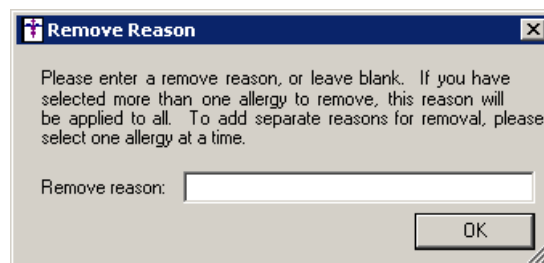 Remove Reason
Please enter a remove reason, or leave blank. If you have
selected more than one allergy to remove, this reason will
be applied to all. To add separate reasons for removal, please
select one allergy at a time.
Remove reason:
OK